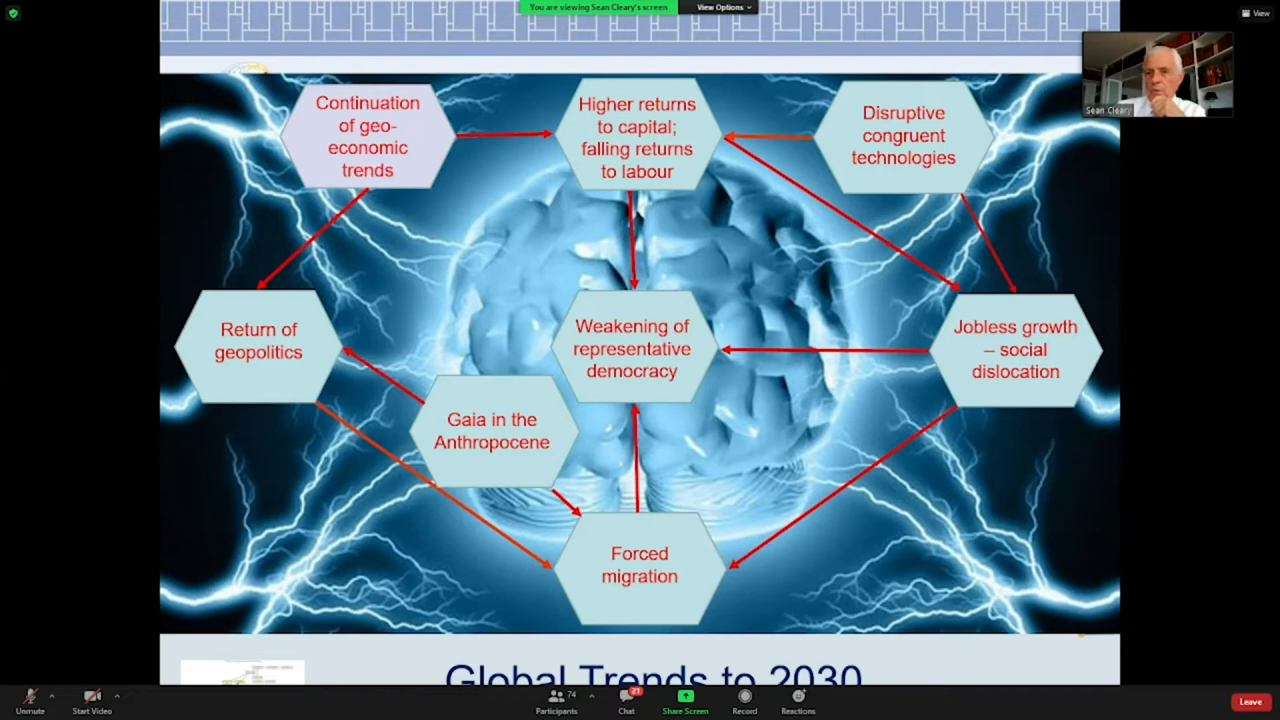 You are viewing Sean Cleary's screen
View Options
View
Sean Cleary
Continuation
of geo-
economic
trends
Higher returns
to capital;
falling returns
to labour
Disruptive
congruent
technologies
Return of
geopolitics
Weakening of
representative
democracy
Jobless growth
– social
dislocation
Gaia in the
Anthropocene
Forced
migration
Global Trends to 2030
Unmute
Start Video
Participants
74
Chat
21
Share Screen
Record
Reactions
Leave